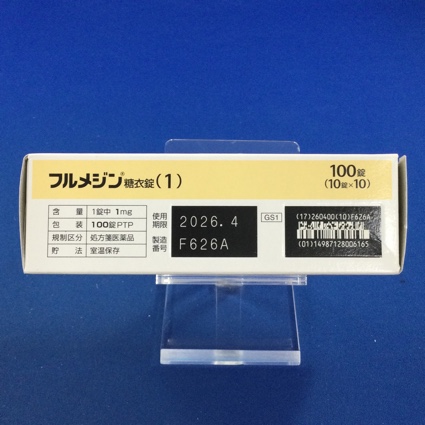 フルメジン®糖衣錠(1)
100錠
(10錠×10)
含量 1錠中 1mg
包装 100錠PTP
規制区分 処方箋医薬品
貯法 室温保存
使用期限 2026.4
製造番号 F626A
GS1
(17)260400(10)F626A
(01)14987128006165